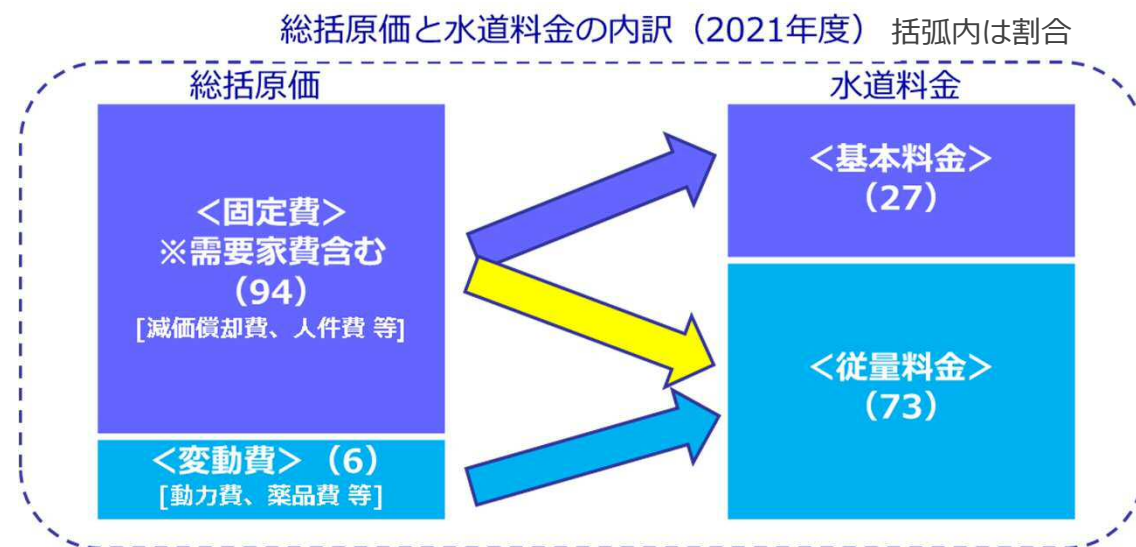 総括原価と水道料金の内訳（2021年度） 括弧内は割合
総括原価
＜固定費＞
※需要家費含む
（94）
[減価償却費、人件費 等]
＜変動費＞（6）
[動力費、薬品費 等]
水道料金
＜基本料金＞
（27）
＜従量料金＞
（73）